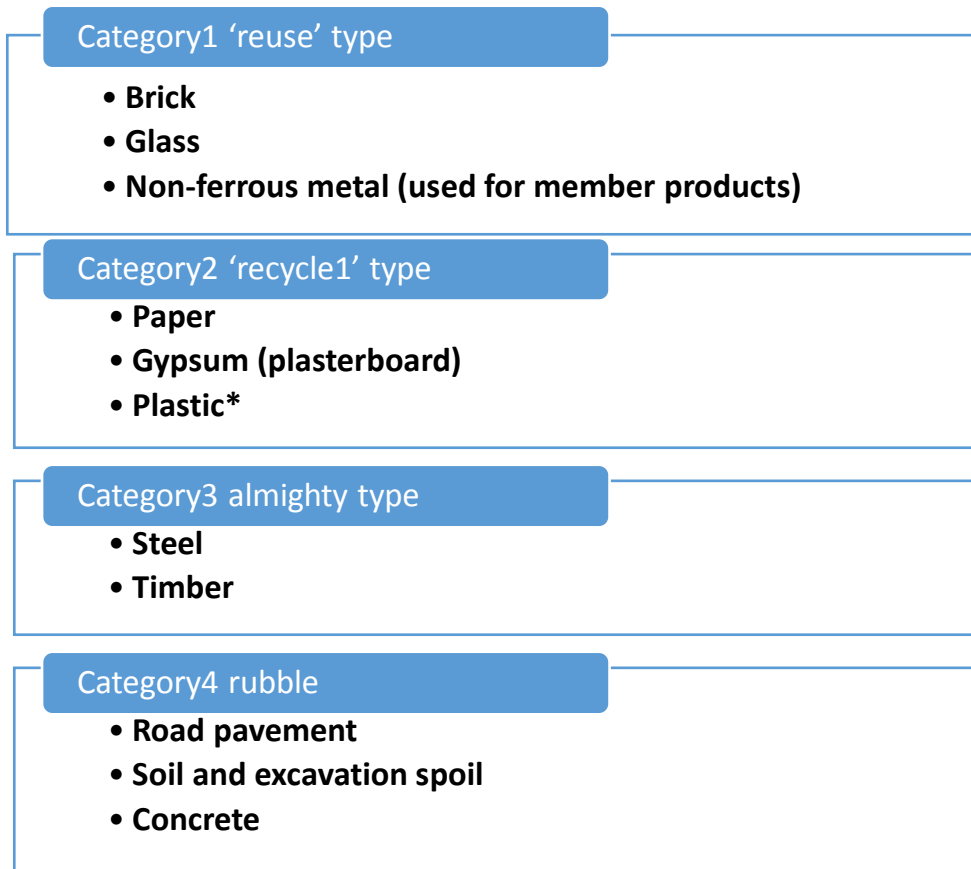 Category1 ‘reuse’ type
• Brick
• Glass
• Non-ferrous metal (used for member products)
Category2 ‘recycle1’ type
• Paper
• Gypsum (plasterboard)
• Plastic*
Category3 almighty type
• Steel
• Timber
Category4 rubble
• Road pavement
• Soil and excavation spoil
• Concrete